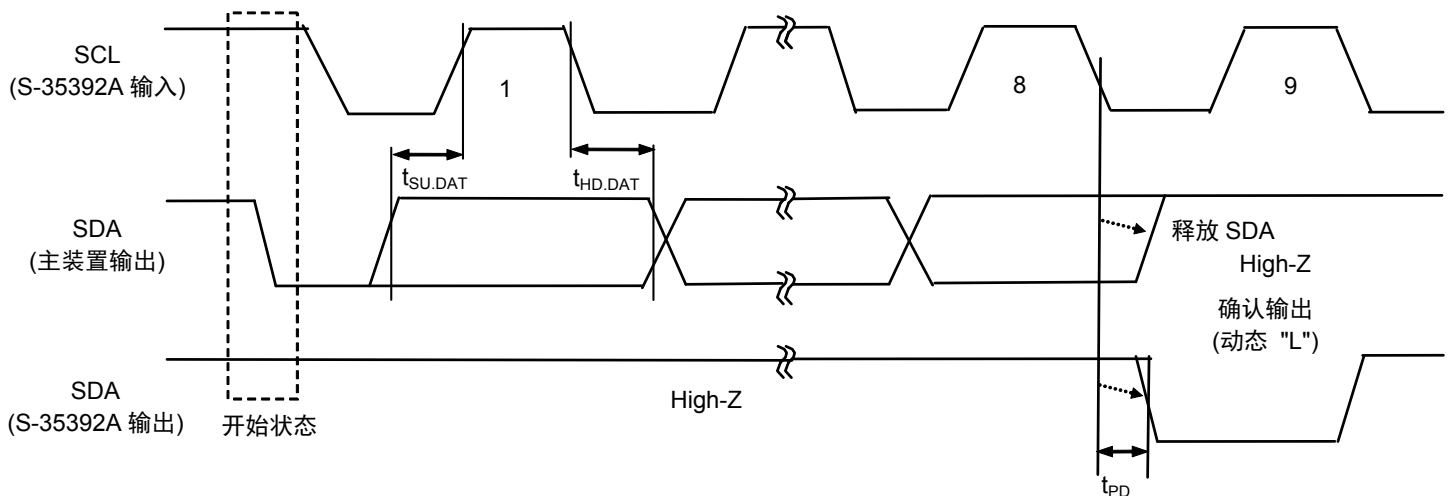 SCL
(S-35392A 输入)
1
8
9
tSU.DAT
tHD.DAT
SDA
(主装置输出)
释放 SDA
High-Z
确认输出
(动态 "L")
SDA
(S-35392A 输出)
开始状态
High-Z
tPD